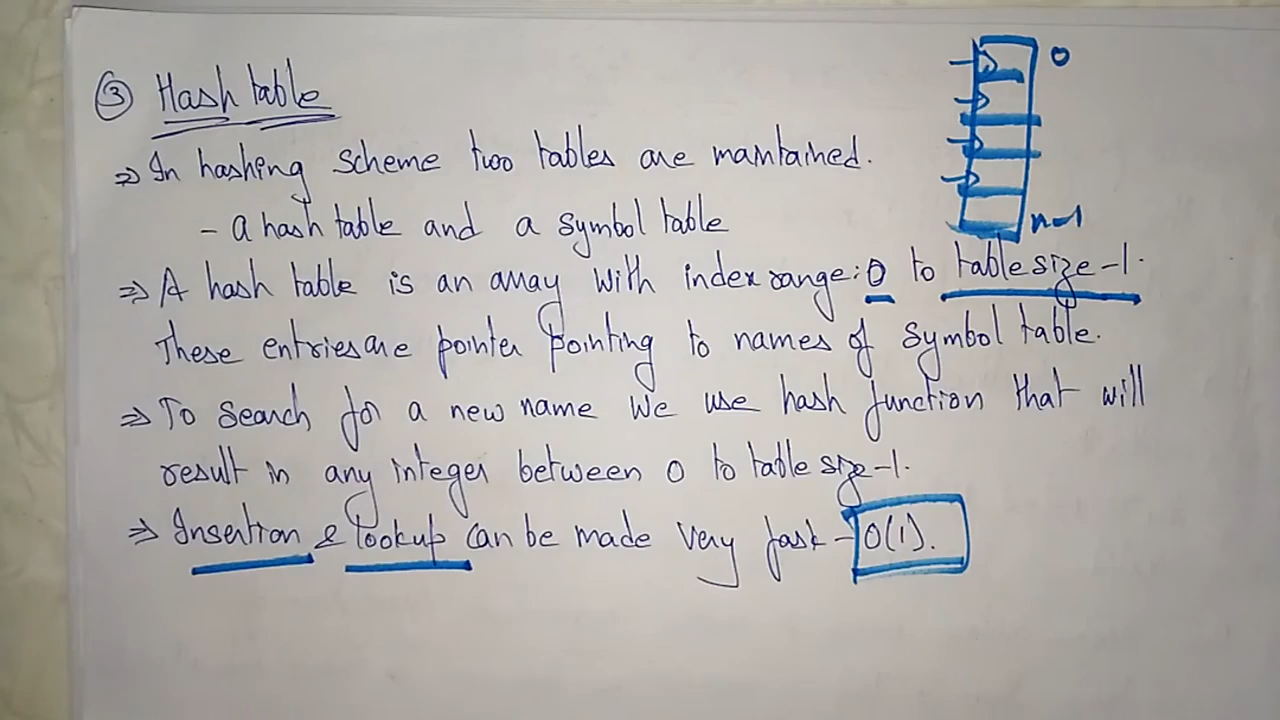 ③ Hash table
0
⇒ In hashing scheme two tables are maintained.
- a hash table and a symbol table
n-1
⇒ A hash table is an array with index range: 0 to table size -1.
These entries are pointer pointing to names of symbol table.
⇒ To search for a new name we use hash function that will
result in any integer between 0 to table size -1.
⇒ Insertion & lookup can be made very fast - O(1).